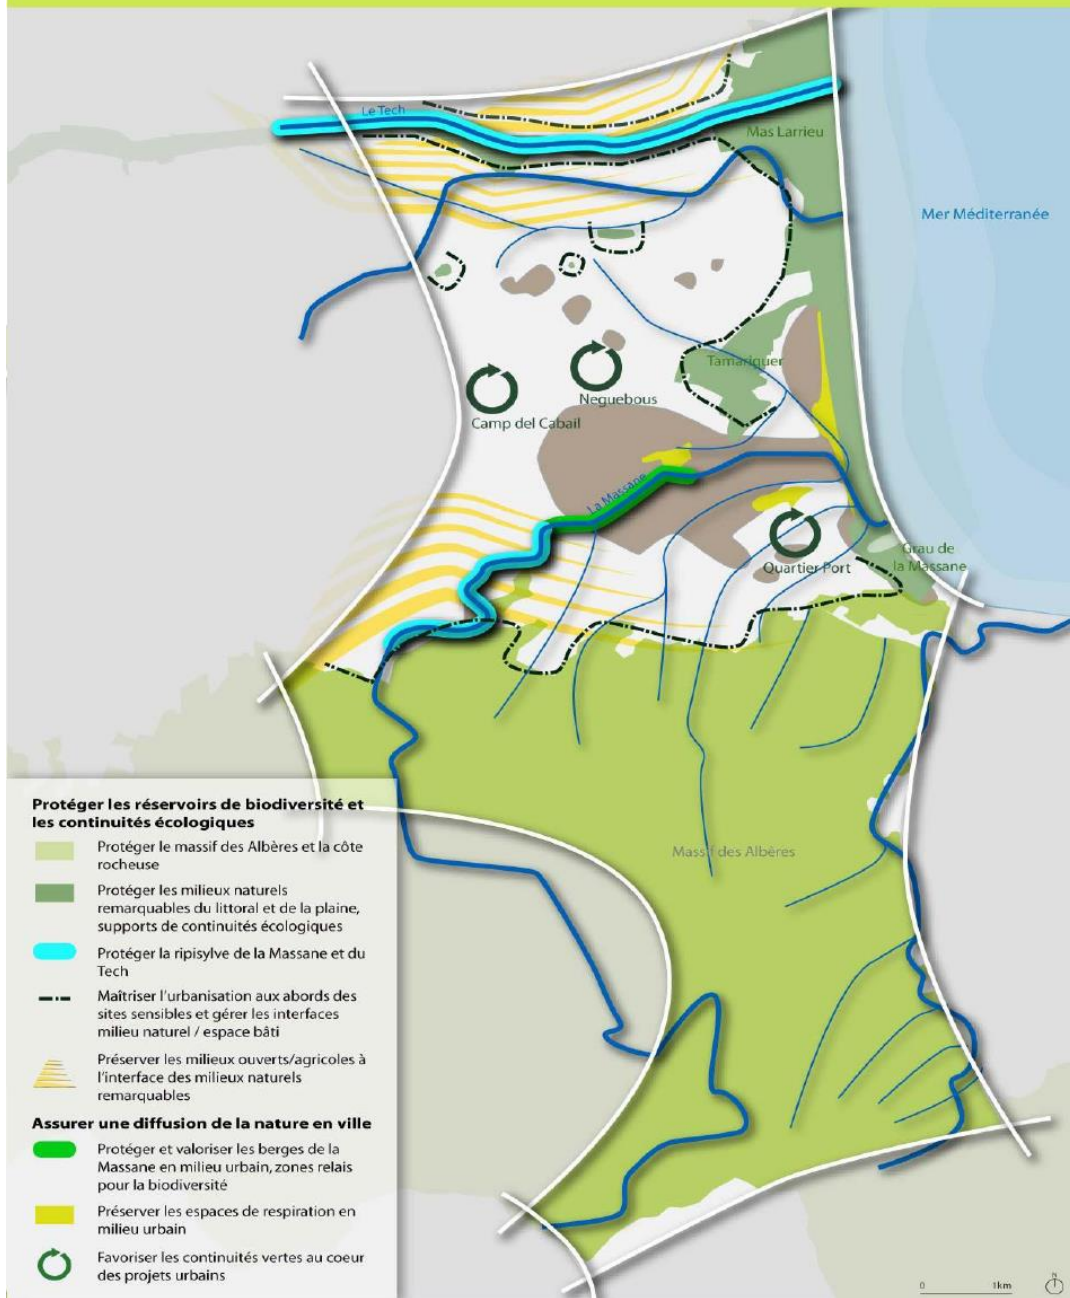 Le Tech
Mas Larrieu
Mer Méditerranée
Tamariguer
Neguebous
Camp del Cabail
La Massane
Quartier Port
Grau de
la Massane
Massif des Albères
Protéger les réservoirs de biodiversité et
les continuités écologiques
Protéger le massif des Albères et la côte
rocheuse
Protéger les milieux naturels
remarquables du littoral et de la plaine,
supports de continuités écologiques
Protéger la ripisylve de la Massane et du
Tech
Maîtriser l'urbanisation aux abords des
sites sensibles et gérer les interfaces
milieu naturel / espace bâti
Préserver les milieux ouverts/agricoles à
l'interface des milieux naturels
remarquables
Assurer une diffusion de la nature en ville
Protéger et valoriser les berges de la
Massane en milieu urbain, zones relais
pour la biodiversité
Préserver les espaces de respiration en
milieu urbain
Favoriser les continuités vertes au coeur
des projets urbains
0 1km
N